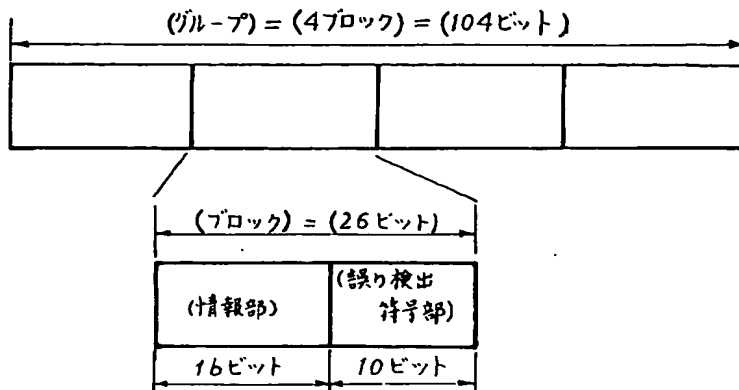 (グループ) = (4ブロック) = (104ビット)
(ブロック) = (26ビット)
(情報部)
(誤り検出
符号部)
16ビット
10ビット